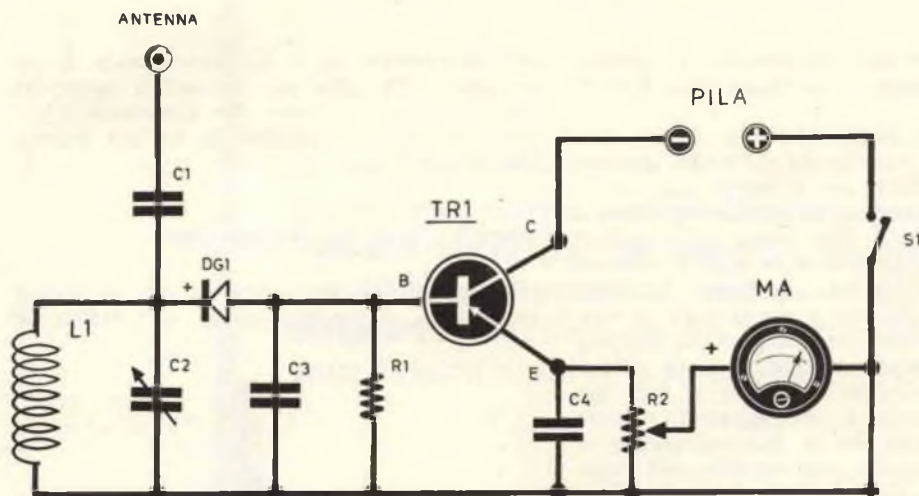 ANTENNA
PILA
- +
C1
TR1
C
S1
DG1
+
B
MA
L1
C2
C3
R1
E
+
C4
R2